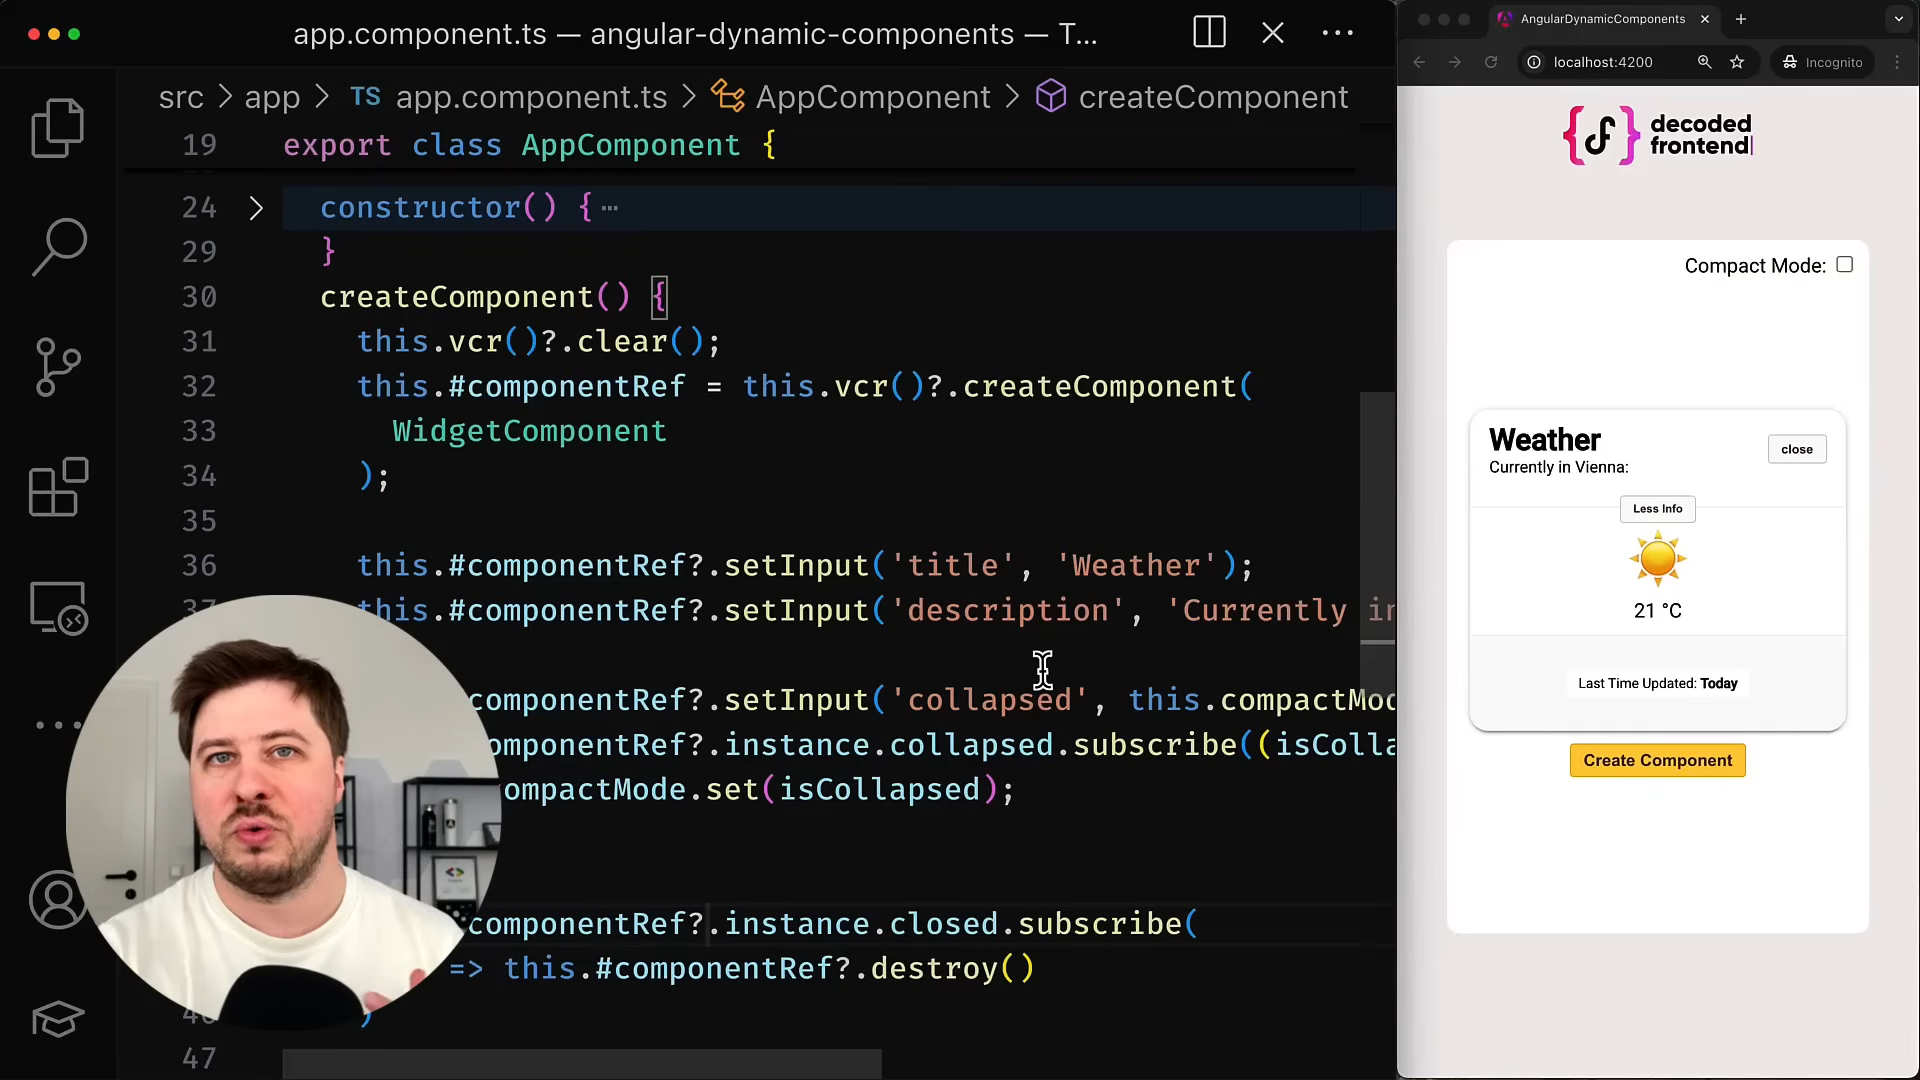 app.component.ts — angular-dynamic-components — T...
src > app > TS app.component.ts > AppComponent > createComponent
19 export class AppComponent {
24 constructor() { ⋯
29 }
30 createComponent() {
31 this.vcr()?.clear();
32 this.#componentRef = this.vcr()?.createComponent(
33 WidgetComponent
34 );
35
36 this.#componentRef?.setInput('title', 'Weather');
37 this.#componentRef?.setInput('description', 'Currently in
componentRef?.setInput('collapsed', this.compactMod
omponentRef?.instance.collapsed.subscribe((isColla
ompactMode.set(isCollapsed);
componentRef?.instance.closed.subscribe(
=> this.#componentRef?.destroy()
46 )
47
AngularDynamicComponents
localhost:4200
Incognito
decoded
frontend
Compact Mode:
Weather
close
Currently in Vienna:
Less Info
21 °C
Last Time Updated: Today
Create Component